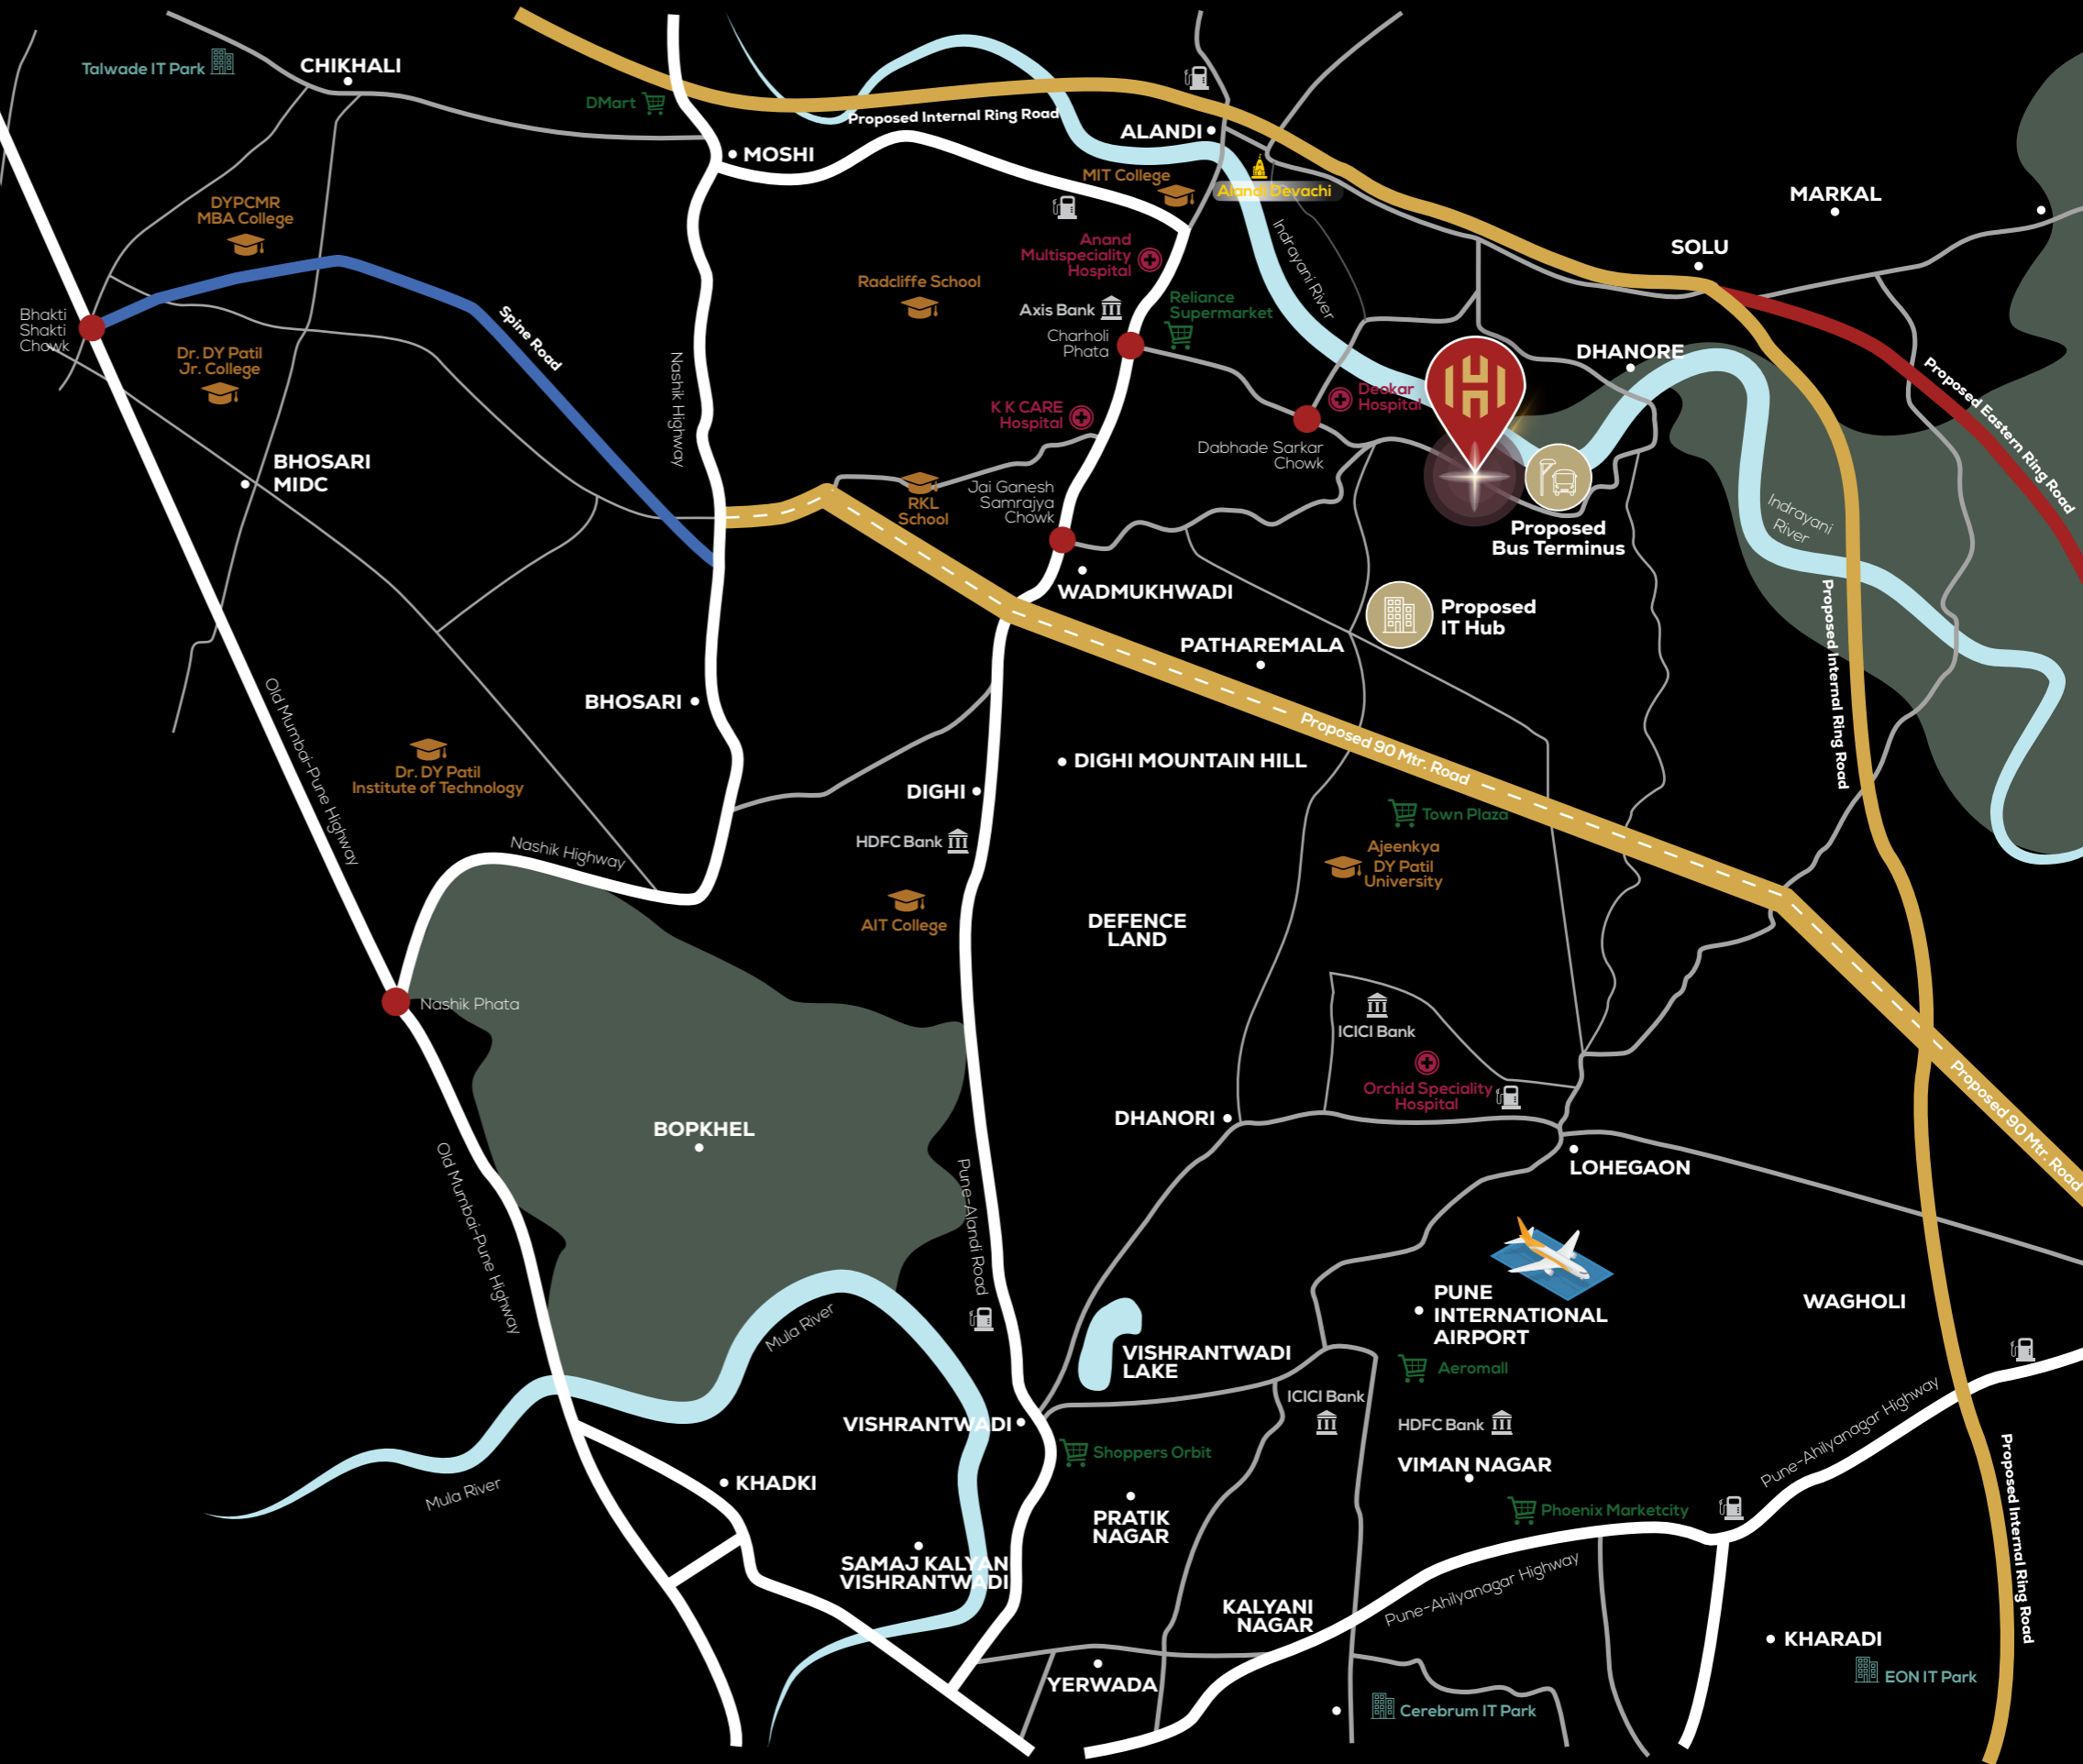 Talwade IT Park
CHIKHALI
DMart
Proposed Internal Ring Road
ALANDI
MOSHI
MIT College
Alandi Devachi
MARKAL
DYPCMR
MBA College
Anand
Multispeciality
Hospital
Indrayani River
SOLU
Radcliffe School
Axis Bank
Reliance
Supermarket
Bhakti
Shakti
Chowk
Spine Road
Charholi
Phata
Dr. DY Patil
Jr. College
Nashik Highway
DHANORE
Proposed Eastern Ring Road
Deokar
Hospital
K K CARE
Hospital
Dabhade Sarkar
Chowk
BHOSARI
MIDC
RKL
School
Jai Ganesh
Samrajya
Chowk
Indrayani
River
Proposed
Bus Terminus
WADMUKHWADI
Proposed
IT Hub
Proposed Internal Ring Road
PATHAREMALA
BHOSARI
Old Mumbai-Pune Highway
Proposed 90 Mtr. Road
DIGHI MOUNTAIN HILL
Dr. DY Patil
Institute of Technology
DIGHI
Town Plaza
HDFC Bank
Nashik Highway
Ajeenkya
DY Patil
University
AIT College
DEFENCE
LAND
Nashik Phata
ICICI Bank
Orchid Speciality
Hospital
Proposed 90 Mtr. Road
DHANORI
BOPKHEL
LOHEGAON
Old Mumbai-Pune Highway
Pune-Alandi Road
PUNE
INTERNATIONAL
AIRPORT
WAGHOLI
Mula River
VISHRANTWADI
LAKE
Aeromall
ICICI Bank
Pune-Ahilyanagar Highway
VISHRANTWADI
HDFC Bank
Shoppers Orbit
VIMAN NAGAR
Mula River
KHADKI
Phoenix Marketcity
PRATIK
NAGAR
Proposed Internal Ring Road
SAMAJ KALYAN
VISHRANTWADI
Pune-Ahilyanagar Highway
KALYANI
NAGAR
KHARADI
EON IT Park
YERWADA
Cerebrum IT Park